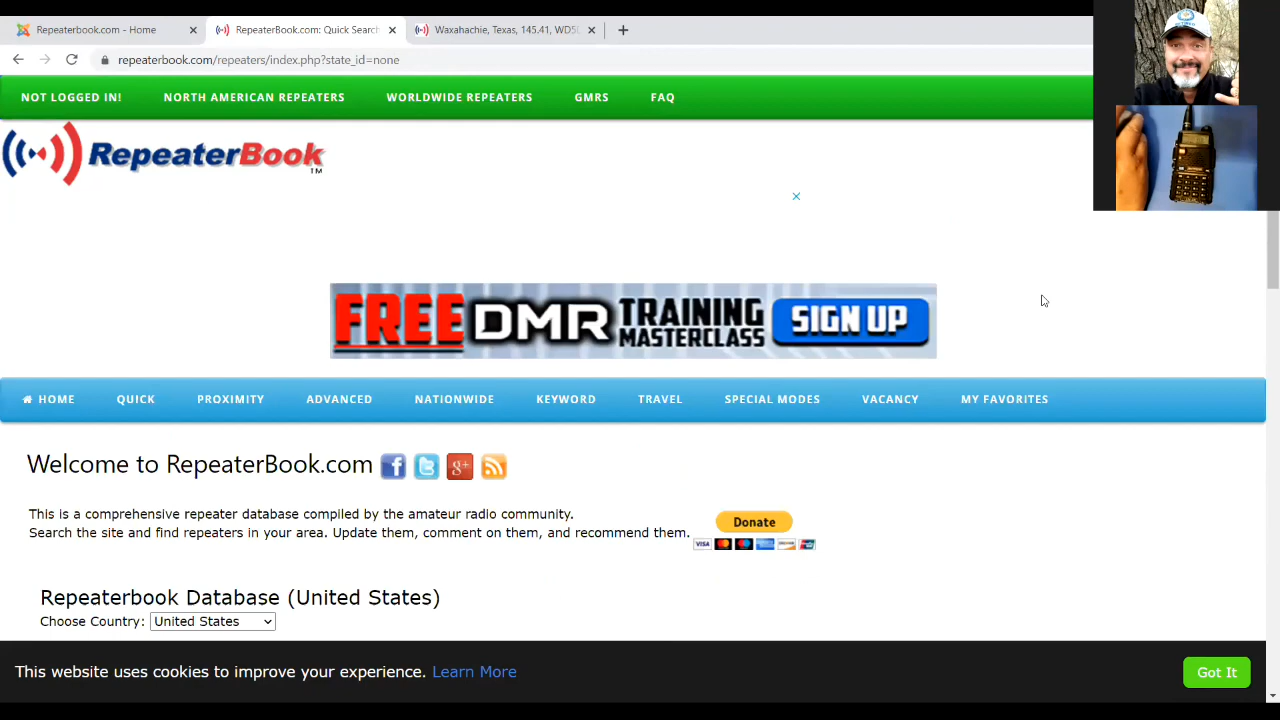 Repeaterbook.com - Home
RepeaterBook.com: Quick Search
Waxahachie, Texas, 145.41, WD5
repeaterbook.com/repeaters/index.php?state_id=none
NOT LOGGED IN! NORTH AMERICAN REPEATERS WORLDWIDE REPEATERS GMRS FAQ
RepeaterBook TM
FREE DMR TRAINING MASTERCLASS SIGN UP
HOME QUICK PROXIMITY ADVANCED NATIONWIDE KEYWORD TRAVEL SPECIAL MODES VACANCY MY FAVORITES
Welcome to RepeaterBook.com
This is a comprehensive repeater database compiled by the amateur radio community.
Search the site and find repeaters in your area. Update them, comment on them, and recommend them.
Donate
VISA
Repeaterbook Database (United States)
Choose Country: United States
This website uses cookies to improve your experience. Learn More
Got It